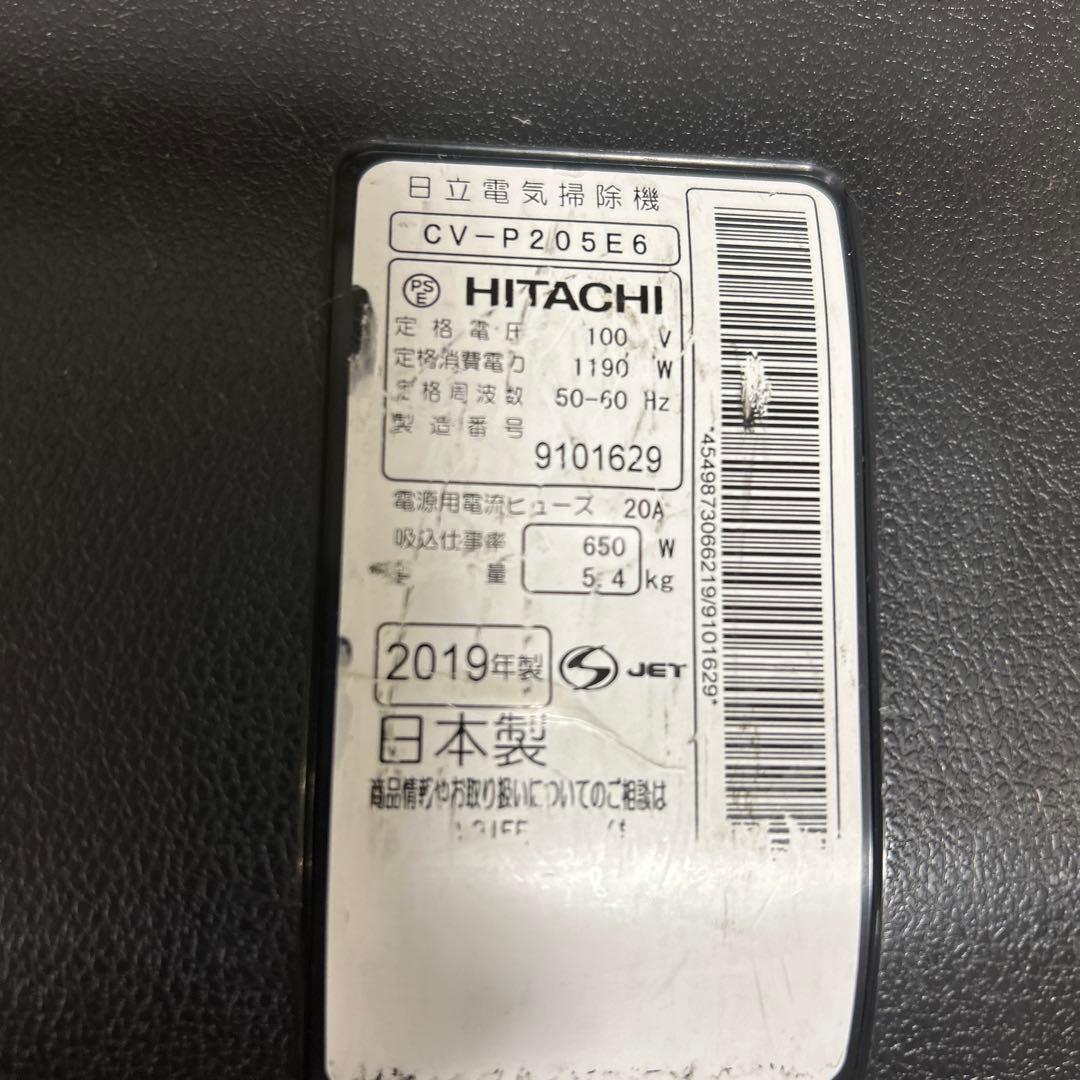 日立電気掃除機
CV-P205E6
PS E HITACHI
定格電圧 100 V
定格消費電力 1190 W
定格周波数 50-60 Hz
製造番号
9101629
電源用電流ヒューズ 20A
吸込仕事率 650 W
量 5.4 kg
2019年製 JET
日本製
商品情報やお取り扱いについてのご相談は
*4549873066219/9101629*